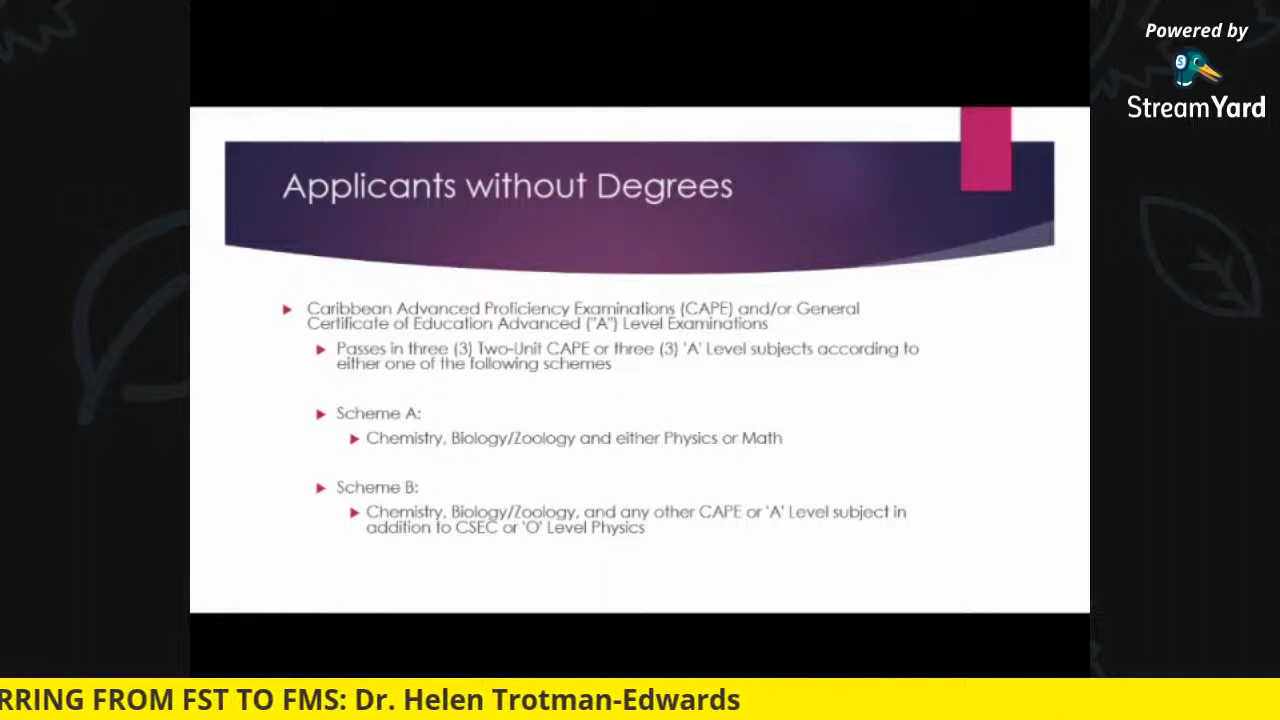 Powered by
StreamYard
Applicants without Degrees
Caribbean Advanced Proficiency Examinations (CAPE) and/or General
Certificate of Education Advanced ("A") Level Examinations
Passes in three (3) Two-Unit CAPE or three (3) 'A' Level subjects according to
either one of the following schemes
Scheme A:
Chemistry, Biology/Zoology and either Physics or Math
Scheme B:
Chemistry, Biology/Zoology, and any other CAPE or 'A' Level subject in
addition to CSEC or 'O' Level Physics
RRING FROM FST TO FMS: Dr. Helen Trotman-Edwards